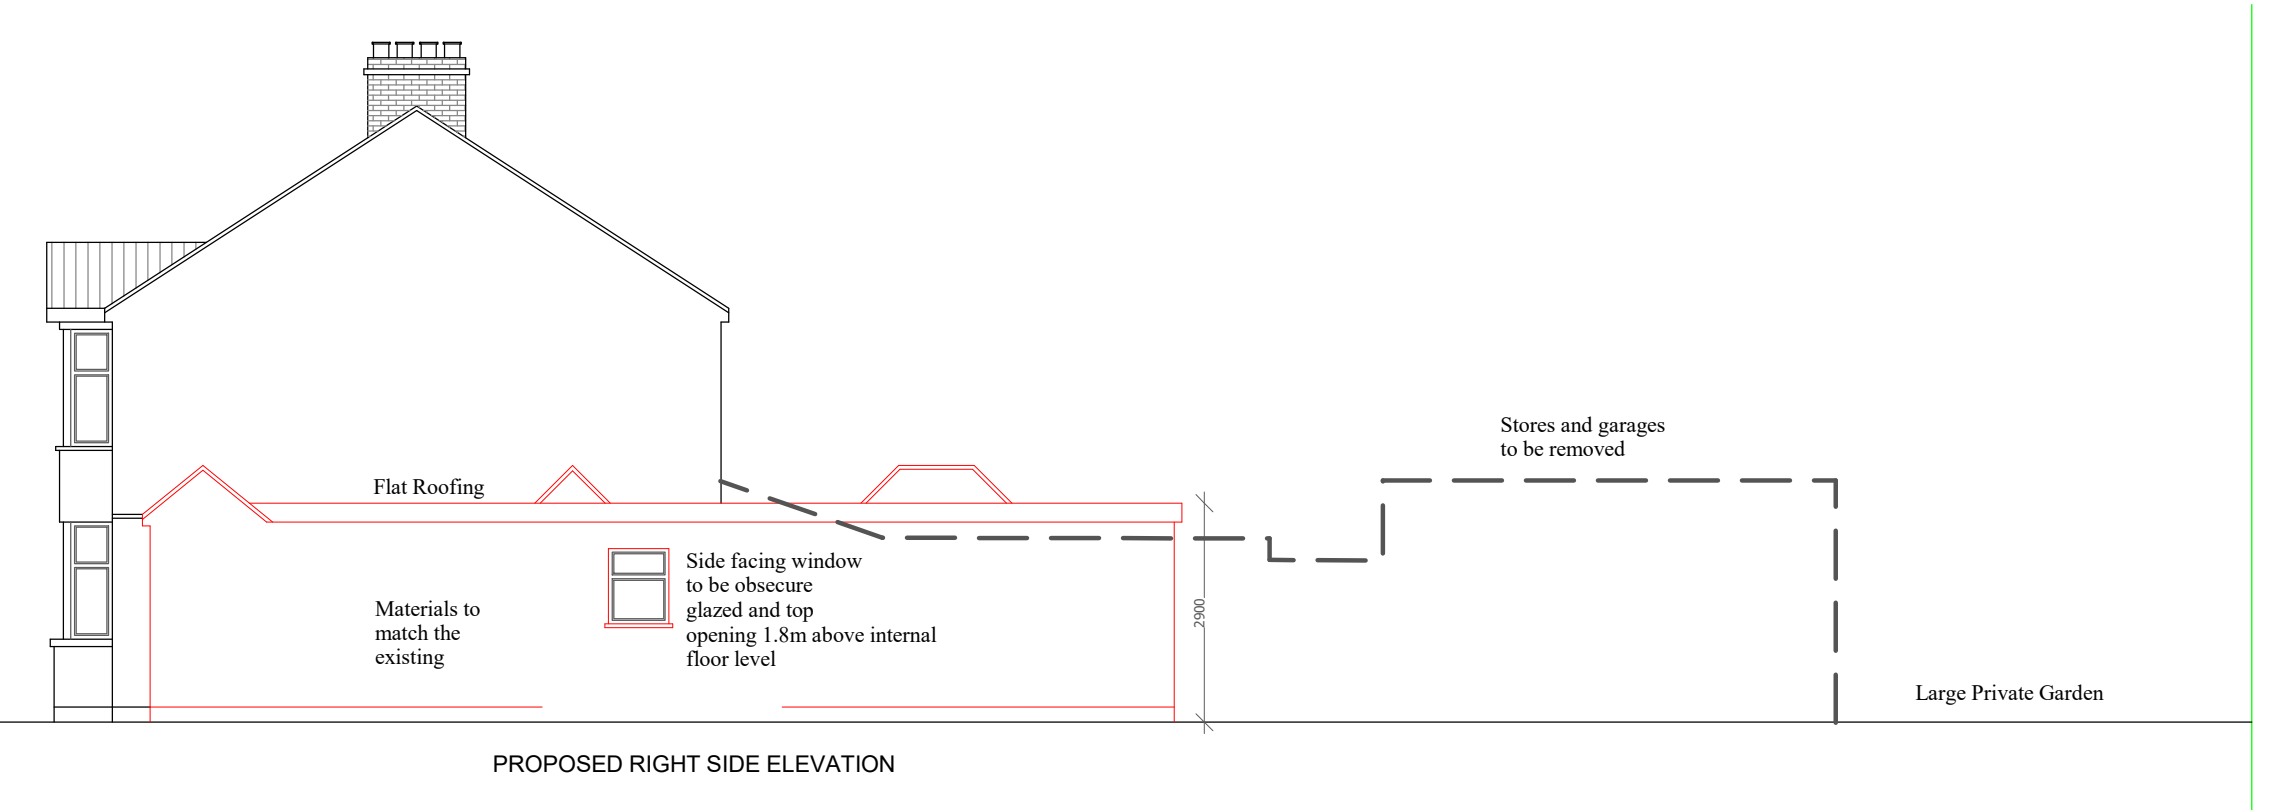 Stores and garages
to be removed
Flat Roofing
Side facing window
to be obsecure
glazed and top
opening 1.8m above internal
floor level
Materials to
match the
existing
2900
Large Private Garden
PROPOSED RIGHT SIDE ELEVATION